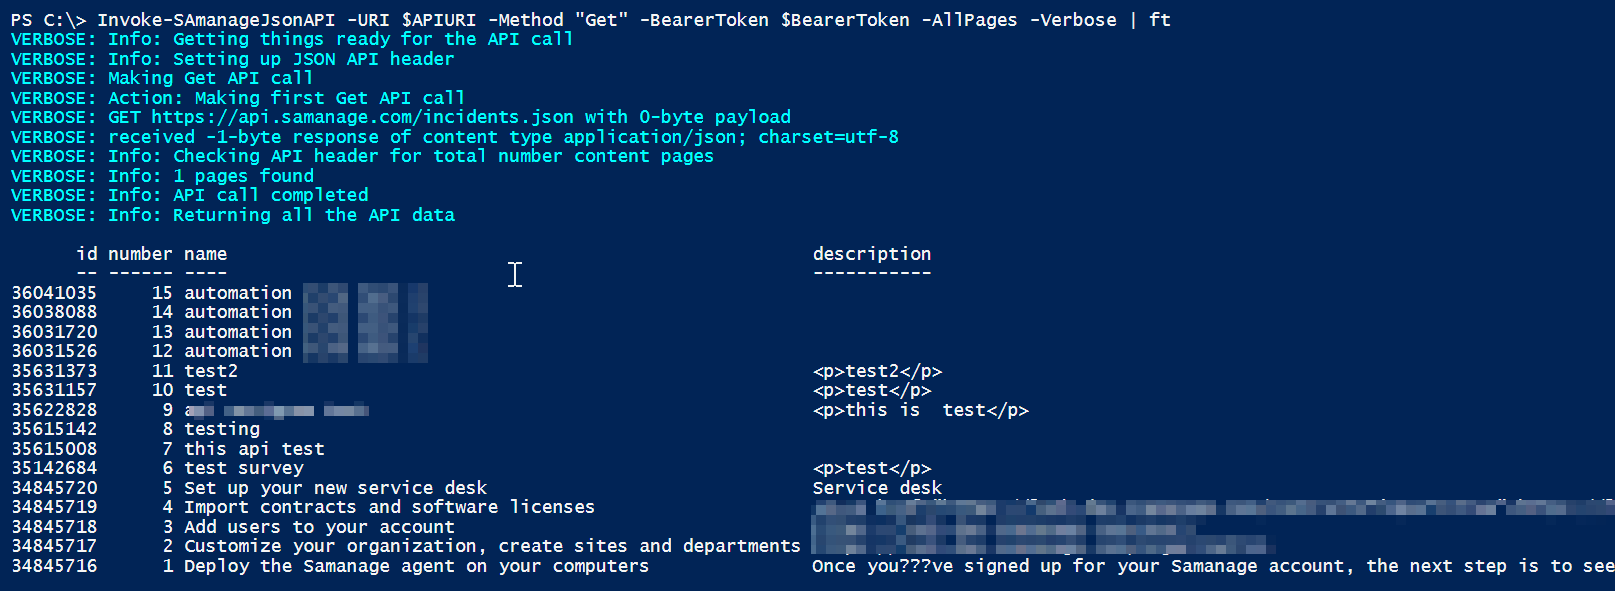 PS C:\> Invoke-SAmanageJsonAPI -URI $APIURI -Method "Get" -BearerToken $BearerToken -AllPages -Verbose | ft
VERBOSE: Info: Getting things ready for the API call
VERBOSE: Info: Setting up JSON API header
VERBOSE: Making Get API call
VERBOSE: Action: Making first Get API call
VERBOSE: GET https://api.samanage.com/incidents.json with 0-byte payload
VERBOSE: received -1-byte response of content type application/json; charset=utf-8
VERBOSE: Info: Checking API header for total number content pages
VERBOSE: Info: 1 pages found
VERBOSE: Info: API call completed
VERBOSE: Info: Returning all the API data
id number name description
-- ------ ---- -----------
36041035 15 automation
36038088 14 automation
36031720 13 automation
36031526 12 automation
35631373 11 test2 <p>test2</p>
35631157 10 test <p>test</p>
35622828 9 <p>this is  test</p>
35615142 8 testing
35615008 7 this api test
35142684 6 test survey <p>test</p>
34845720 5 Set up your new service desk Service desk
34845719 4 Import contracts and software licenses
34845718 3 Add users to your account
34845717 2 Customize your organization, create sites and departments
34845716 1 Deploy the Samanage agent on your computers Once you???ve signed up for your Samanage account, the next step is to see